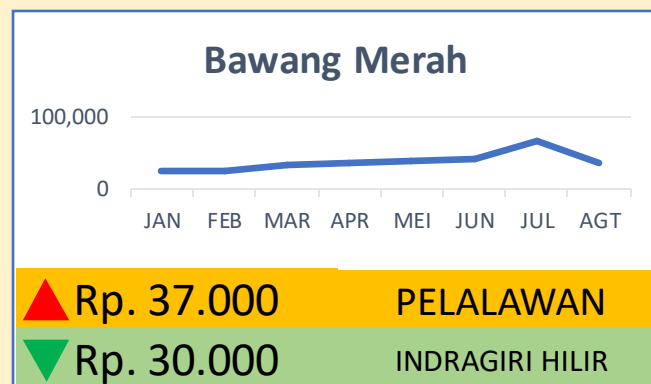 Bawang Merah
100,000
0
JAN FEB MAR APR MEI JUN JUL AGT
Rp. 37.000 PELALAWAN
Rp. 30.000 INDRAGIRI HILIR